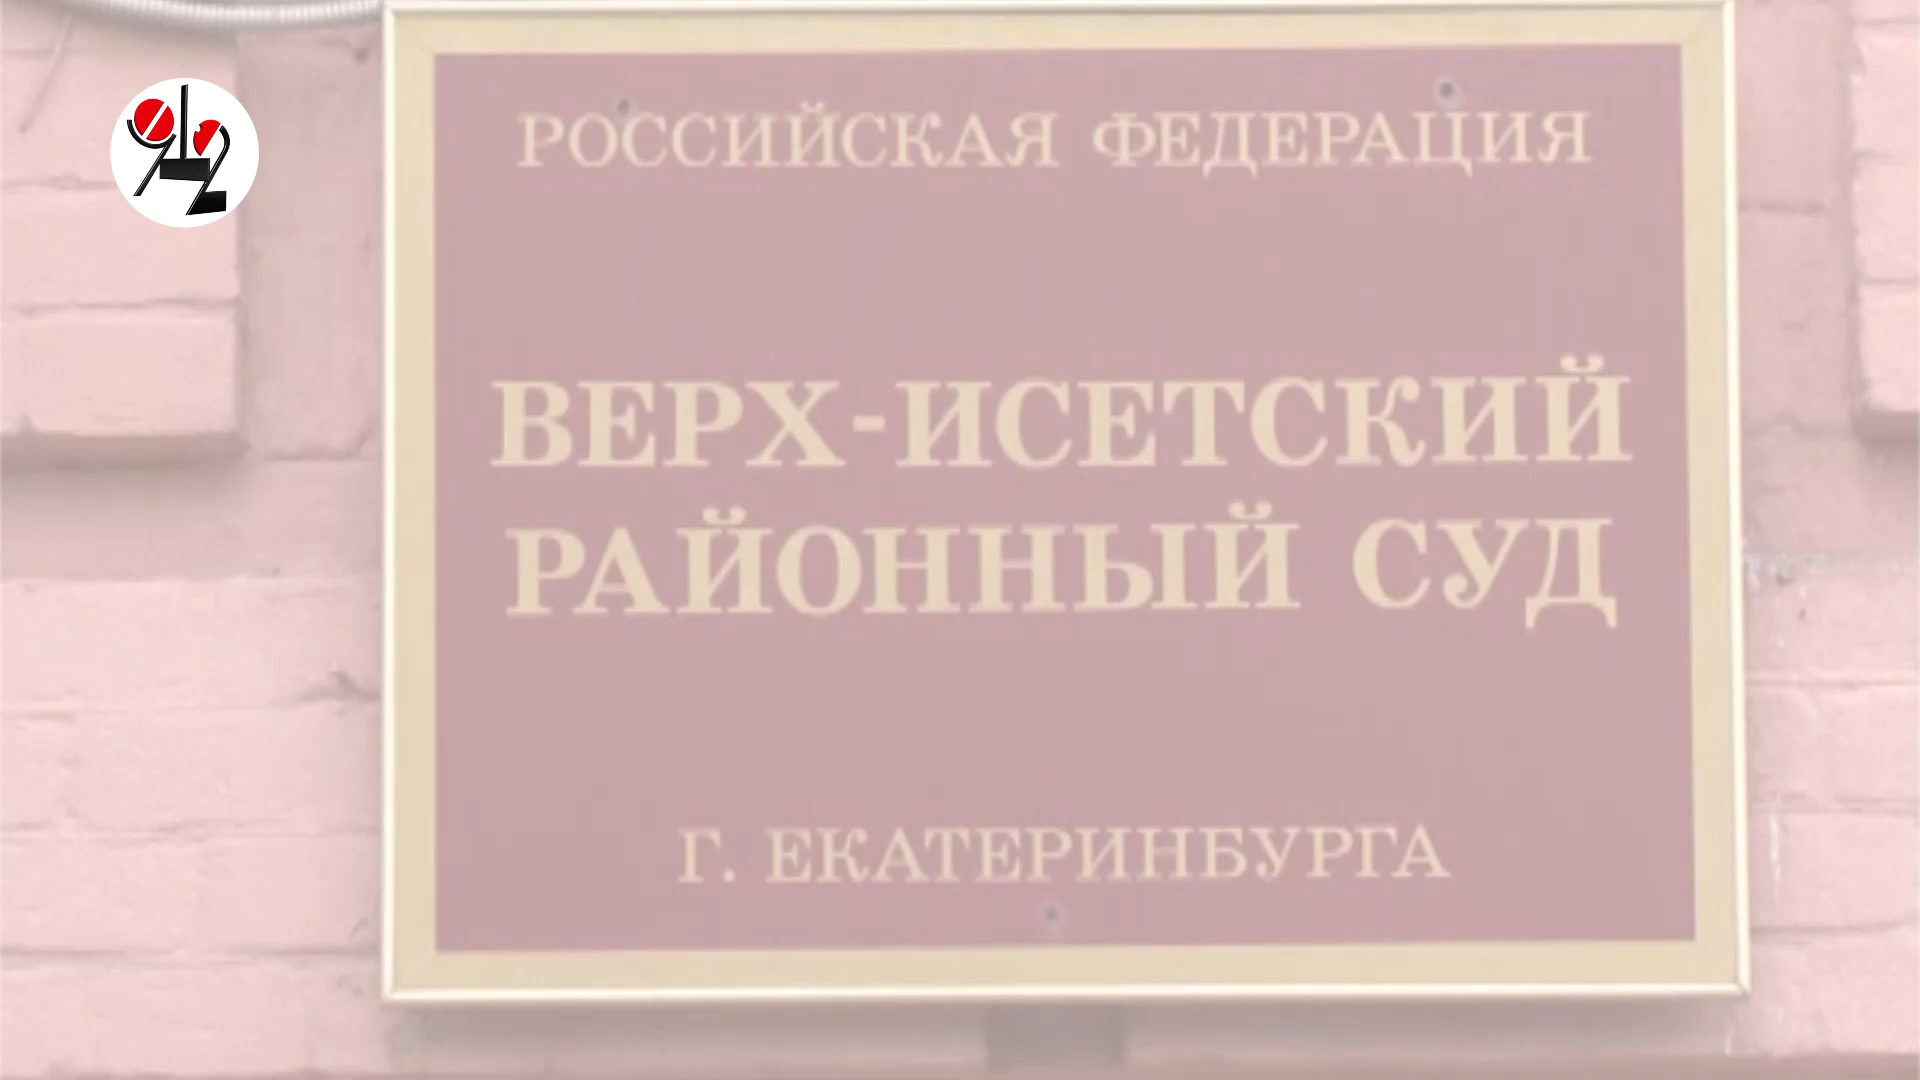 РОССИЙСКАЯ ФЕДЕРАЦИЯ
ВЕРХ-ИСЕТСКИЙ
РАЙОННЫЙ СУД
Г. ЕКАТЕРИНБУРГА